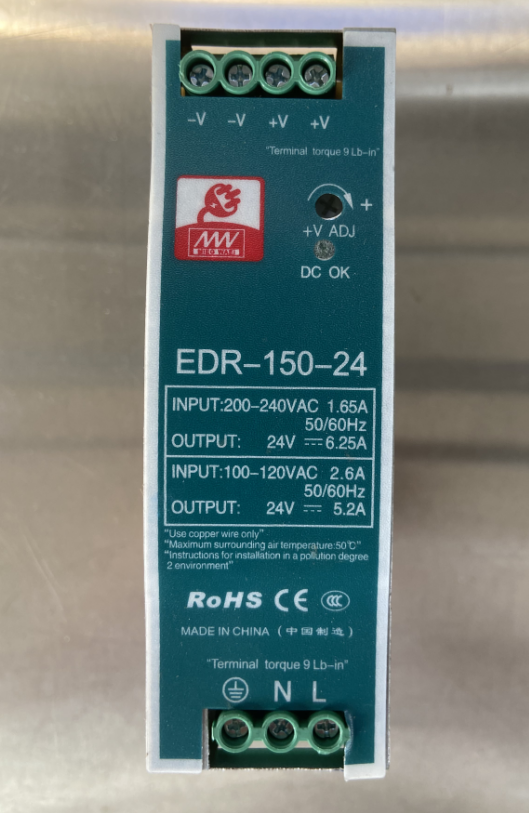 −V −V +V +V
"Terminal torque 9 Lb-in"
+
+V ADJ
MW
DC OK
EDR-150-24
INPUT:200-240VAC 1.65A
50/60Hz
OUTPUT: 24V ⎓ 6.25A
INPUT:100-120VAC 2.6A
50/60Hz
OUTPUT: 24V ⎓ 5.2A
"Use copper wire only"
"Maximum surrounding air temperature:50℃"
"Instructions for installation in a pollution degree
2 environment"
RoHS CE CCC
MADE IN CHINA (中国制造)
"Terminal torque 9 Lb-in"
N L